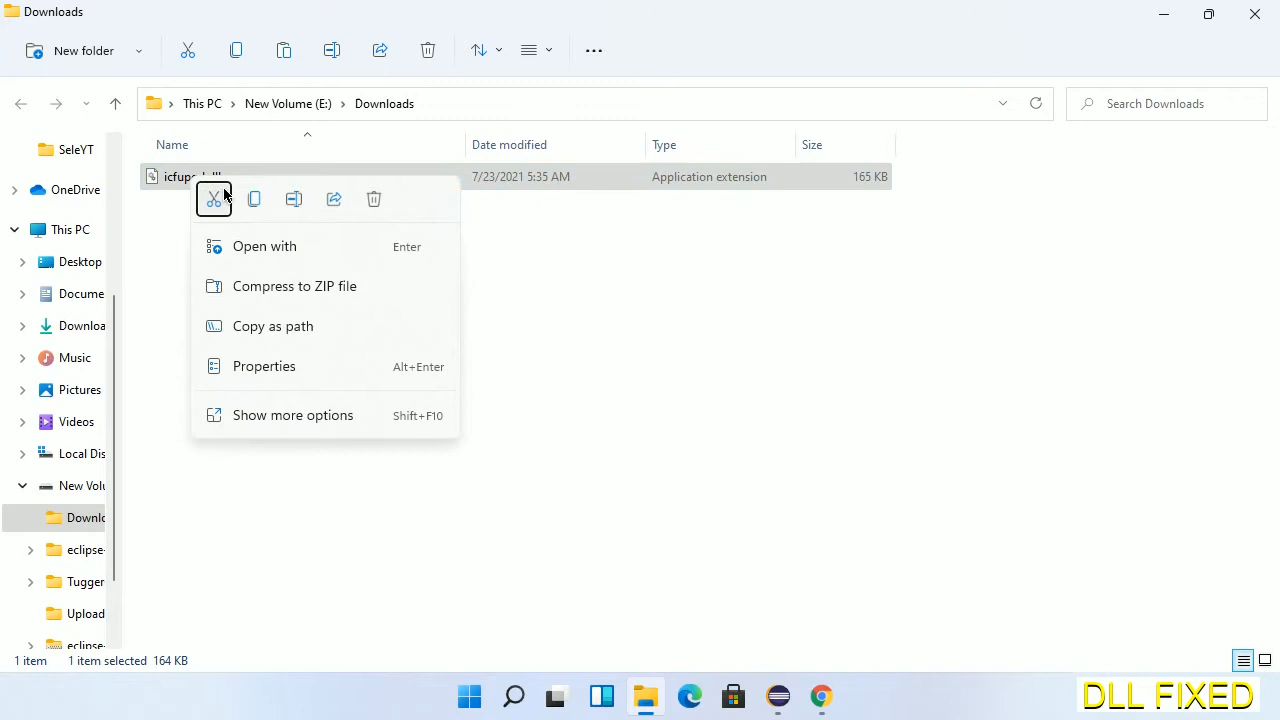 Downloads
New folder
This PC
New Volume (E:)
Downloads
Search Downloads
Name
Date modified
Type
Size
7/23/2021 5:35 AM
Application extension
165 KB
Open with
Enter
Compress to ZIP file
Copy as path
Properties
Alt+Enter
Show more options
Shift+F10
SeleYT
OneDrive
This PC
Desktop
Docume
Downloa
Music
Pictures
Videos
Local Dis
New Volu
Downlo
eclipse-
Tugger
Upload
eclipse-
1 item
1 item selected 164 KB
DLL FIXED